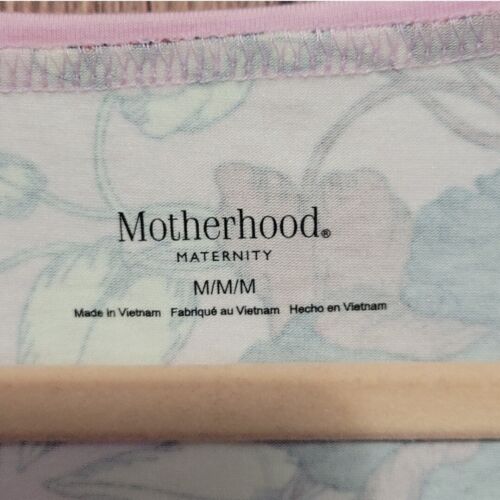 Motherhood®
MATERNITY
M/M/M
Made in Vietnam Fabriqué au Vietnam Hecho en Vietnam